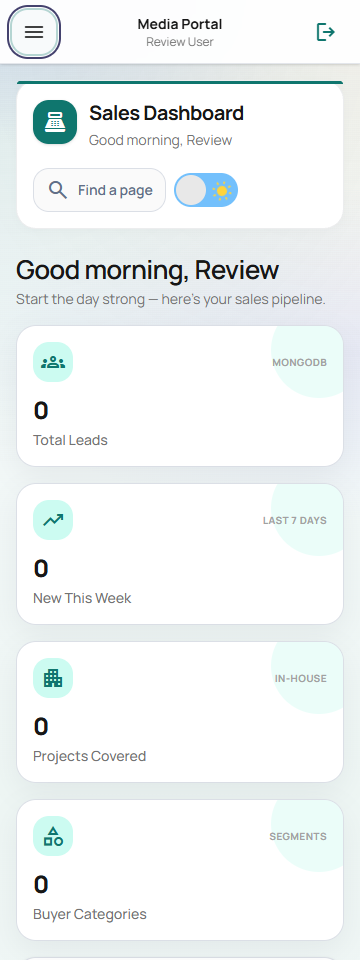 Media Portal
Review User
Sales Dashboard
Good morning, Review
Find a page
Good morning, Review
Start the day strong — here's your sales pipeline.
MONGODB
0
Total Leads
LAST 7 DAYS
0
New This Week
IN-HOUSE
0
Projects Covered
SEGMENTS
0
Buyer Categories